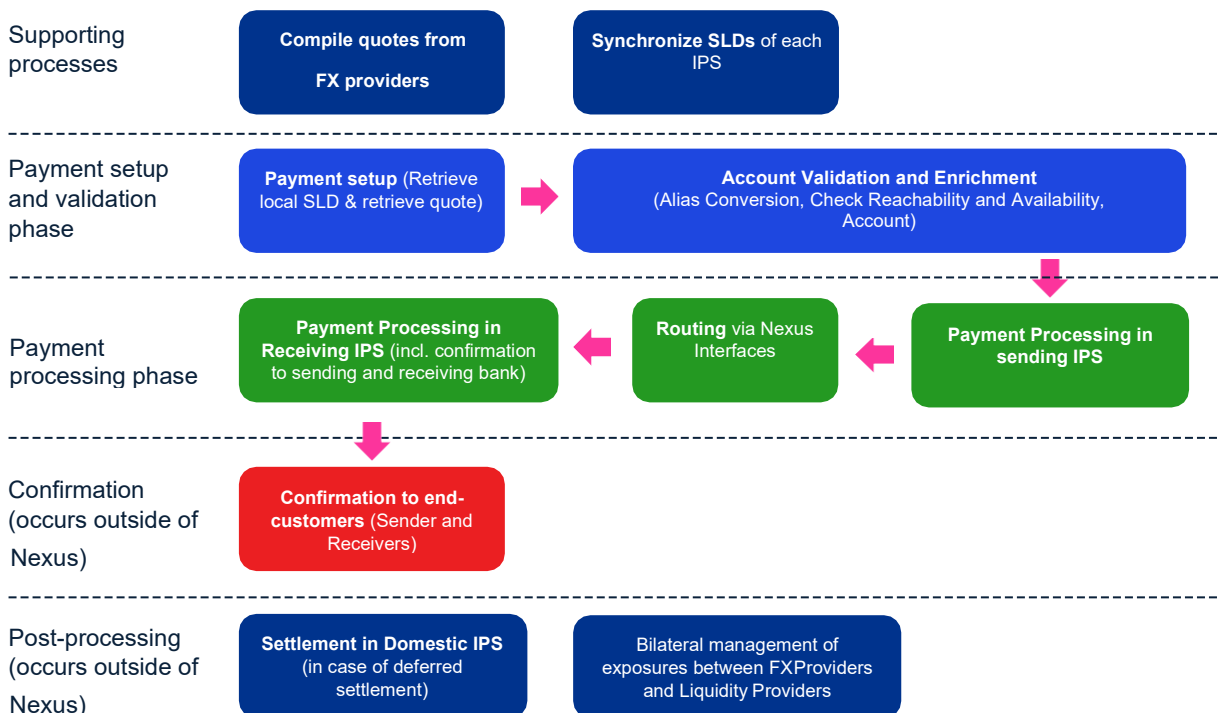 Supporting
processes
Compile quotes from
FX providers
Synchronize SLDs of each
IPS
Payment setup
and validation
phase
Payment setup (Retrieve
local SLD & retrieve quote)
Account Validation and Enrichment
(Alias Conversion, Check Reachability and Availability,
Account)
Payment
processing phase
Payment Processing in
Receiving IPS (incl. confirmation
to sending and receiving bank)
Routing via Nexus
Interfaces
Payment Processing in
sending IPS
Confirmation
(occurs outside of
Nexus)
Confirmation to end-
customers (Sender and
Receivers)
Post-processing
(occurs outside of
Nexus)
Settlement in Domestic IPS
(in case of deferred
settlement)
Bilateral management of
exposures between FXProviders
and Liquidity Providers